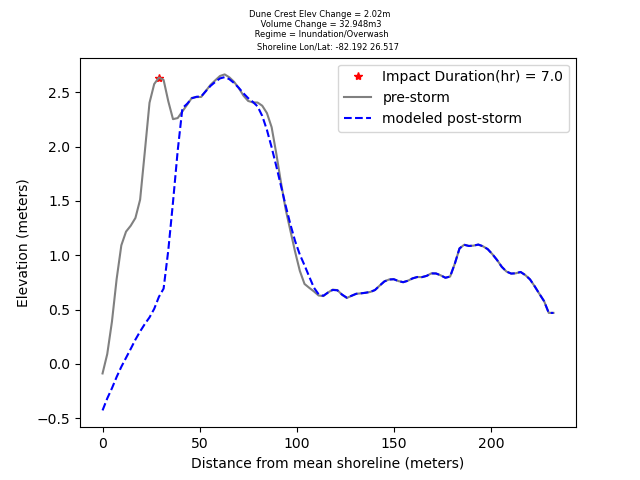 Dune Crest Elev Change = 2.02m
Volume Change = 32.948m3
Regime = Inundation/Overwash
Shoreline Lon/Lat: -82.192 26.517
Impact Duration(hr) = 7.0
pre-storm
modeled post-storm
2.5
2.0
1.5
1.0
0.5
0.0
−0.5
Elevation (meters)
0
50
100
150
200
Distance from mean shoreline (meters)